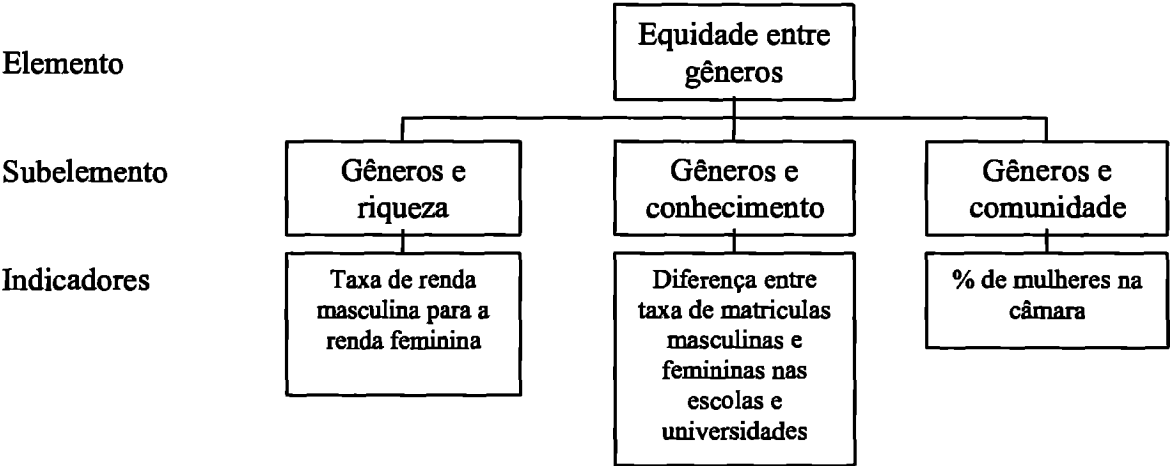 Elemento
Equidade entre
gêneros
Subelemento
Gêneros e
riqueza
Gêneros e
conhecimento
Gêneros e
comunidade
Indicadores
Taxa de renda
masculina para a
renda feminina
Diferença entre
taxa de matriculas
masculinas e
femininas nas
escolas e
universidades
% de mulheres na
câmara